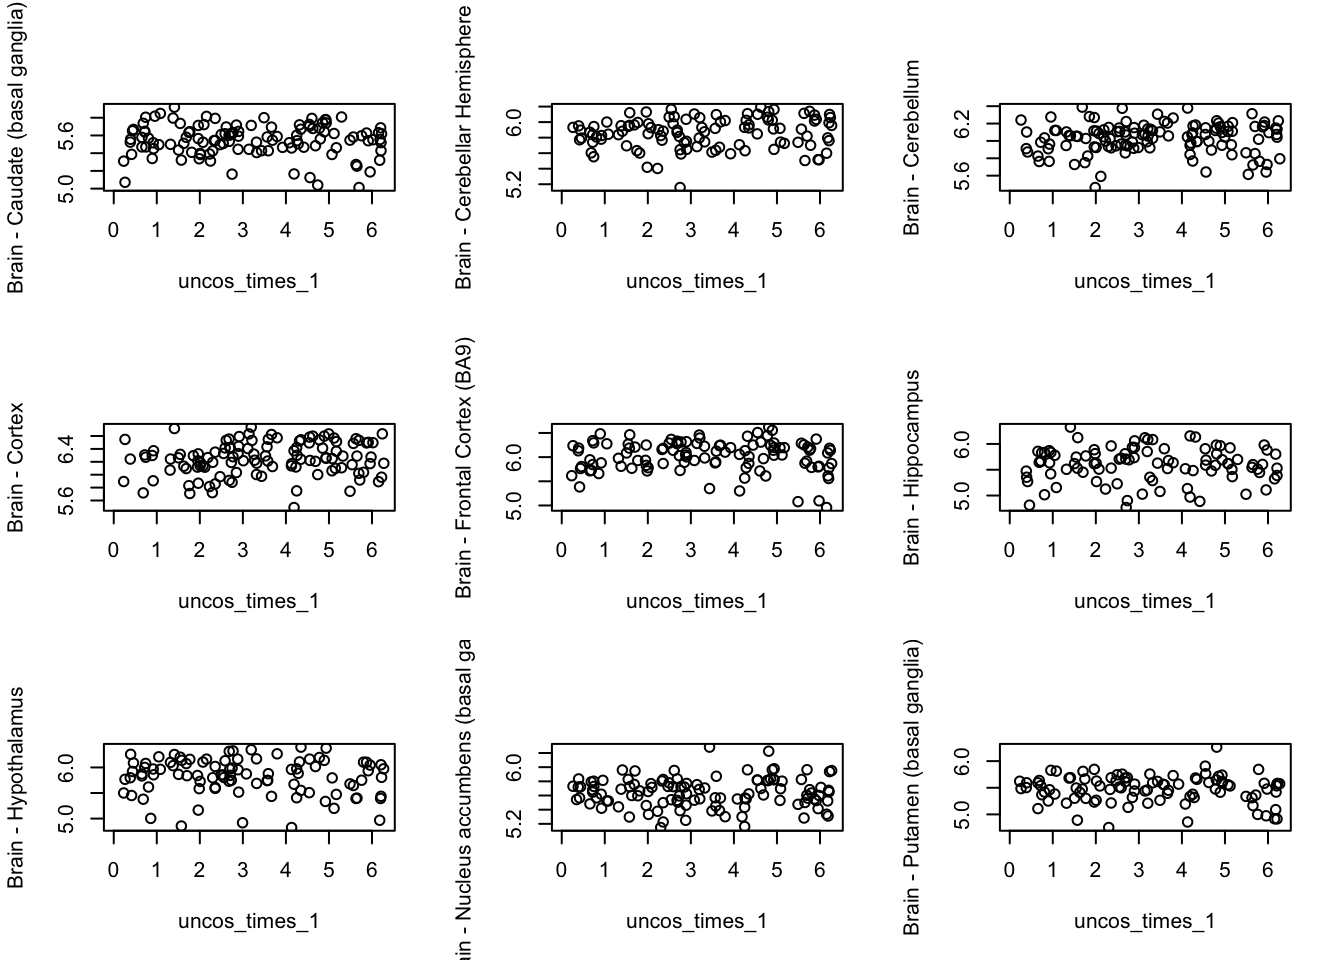 Brain - Caudate (basal ganglia)
5.0 5.6
0 1 2 3 4 5 6
uncos_times_1
Brain - Cerebellar Hemisphere
5.2 6.0
0 1 2 3 4 5 6
uncos_times_1
Brain - Cerebellum
5.6 6.2
0 1 2 3 4 5 6
uncos_times_1
Brain - Cortex
5.6 6.4
0 1 2 3 4 5 6
uncos_times_1
Brain - Frontal Cortex (BA9)
5.0 6.0
0 1 2 3 4 5 6
uncos_times_1
Brain - Hippocampus
5.0 6.0
0 1 2 3 4 5 6
uncos_times_1
Brain - Hypothalamus
5.0 6.0
0 1 2 3 4 5 6
uncos_times_1
ain - Nucleus accumbens (basal ga
5.2 6.0
0 1 2 3 4 5 6
uncos_times_1
Brain - Putamen (basal ganglia)
5.0 6.0
0 1 2 3 4 5 6
uncos_times_1